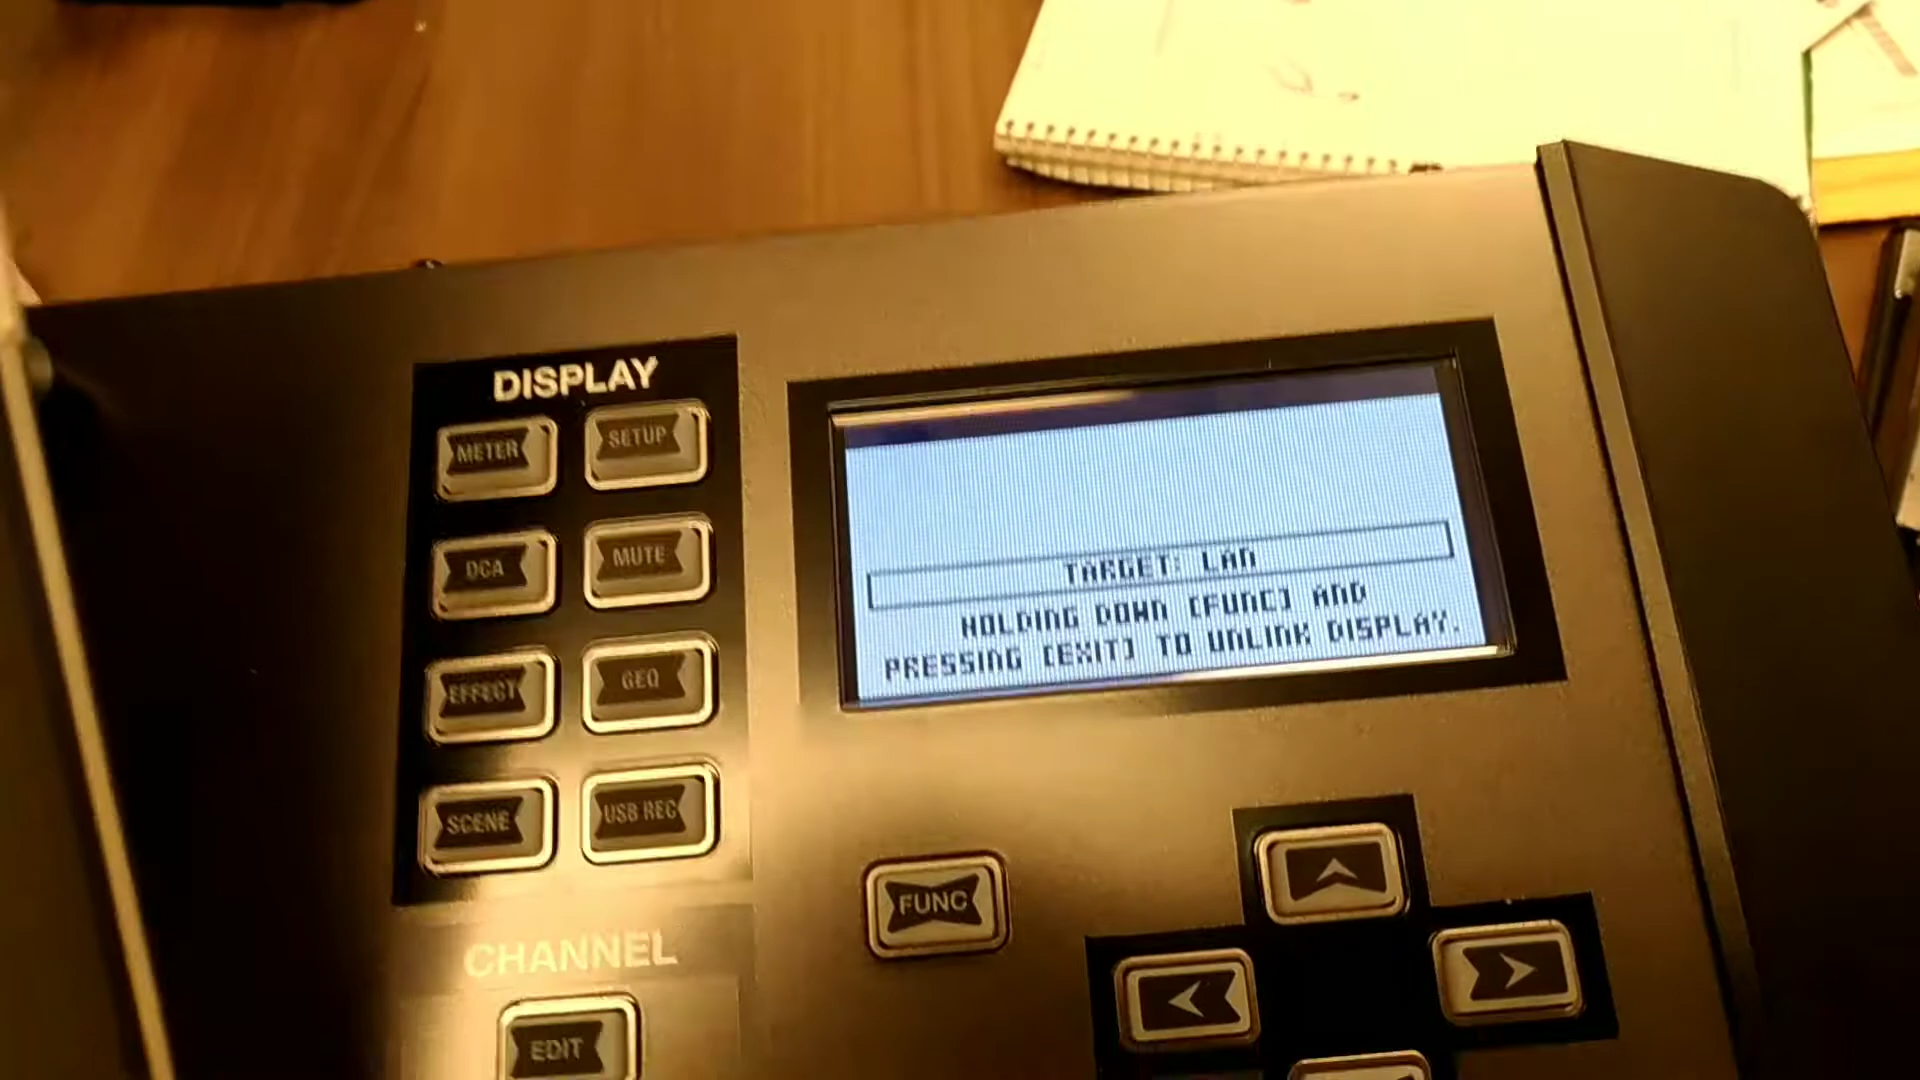 DISPLAY
METER
SETUP
DCA
MUTE
EFFECT
GEQ
SCENE
USB REC
CHANNEL
EDIT
TARGET: LAN
HOLDING DOWN [FUNC] AND
PRESSING [EXIT] TO UNLINK DISPLAY.
FUNC